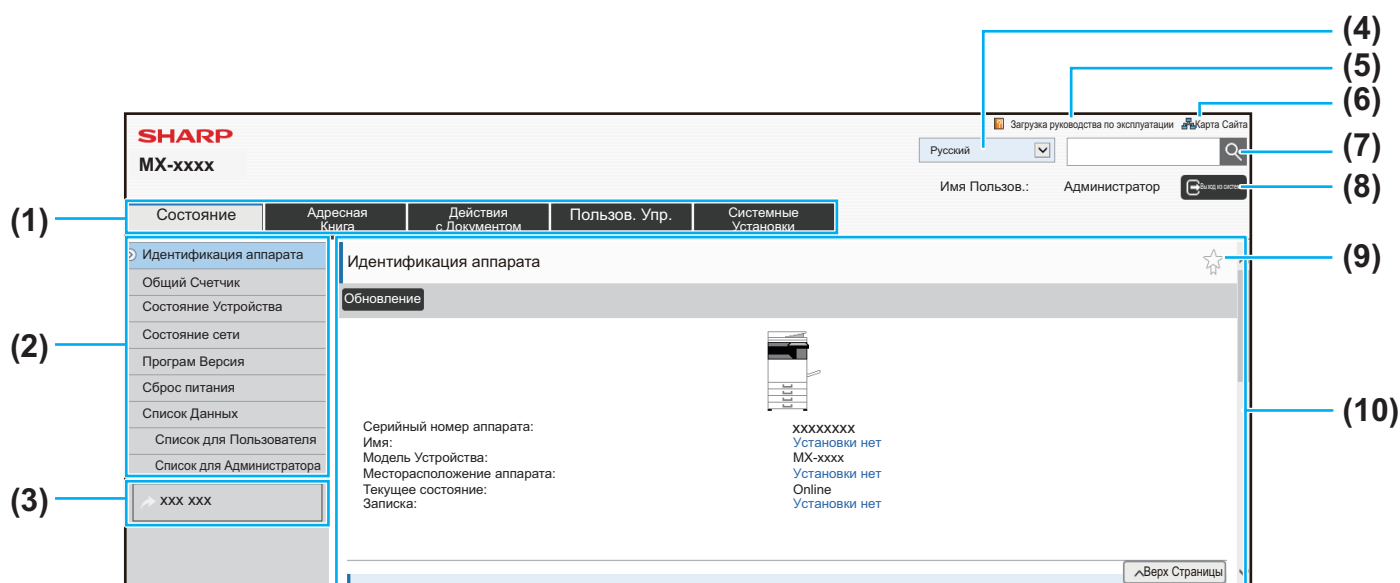 (4)
(5)
(6)
Загрузка руководства по эксплуатации Карта Сайта
SHARP
MX-xxxx
Русский
(7)
Имя Пользов.: Администратор Выход из систем
(8)
(1)
Состояние
Адресная
Книга
Действия
с Документом
Пользов. Упр.
Системные
Установки
(2)
Идентификация аппарата
Общий Счетчик
Состояние Устройства
Состояние сети
Програм Версия
Сброс питания
Список Данных
Список для Пользователя
Список для Администратора
(3)
xxx xxx
Идентификация аппарата
(9)
Обновление
(10)
Серийный номер аппарата: xxxxxxxx
Имя: Установки нет
Модель Устройства: MX-xxxx
Месторасположение аппарата: Установки нет
Текущее состояние: Online
Записка: Установки нет
Верх Страницы